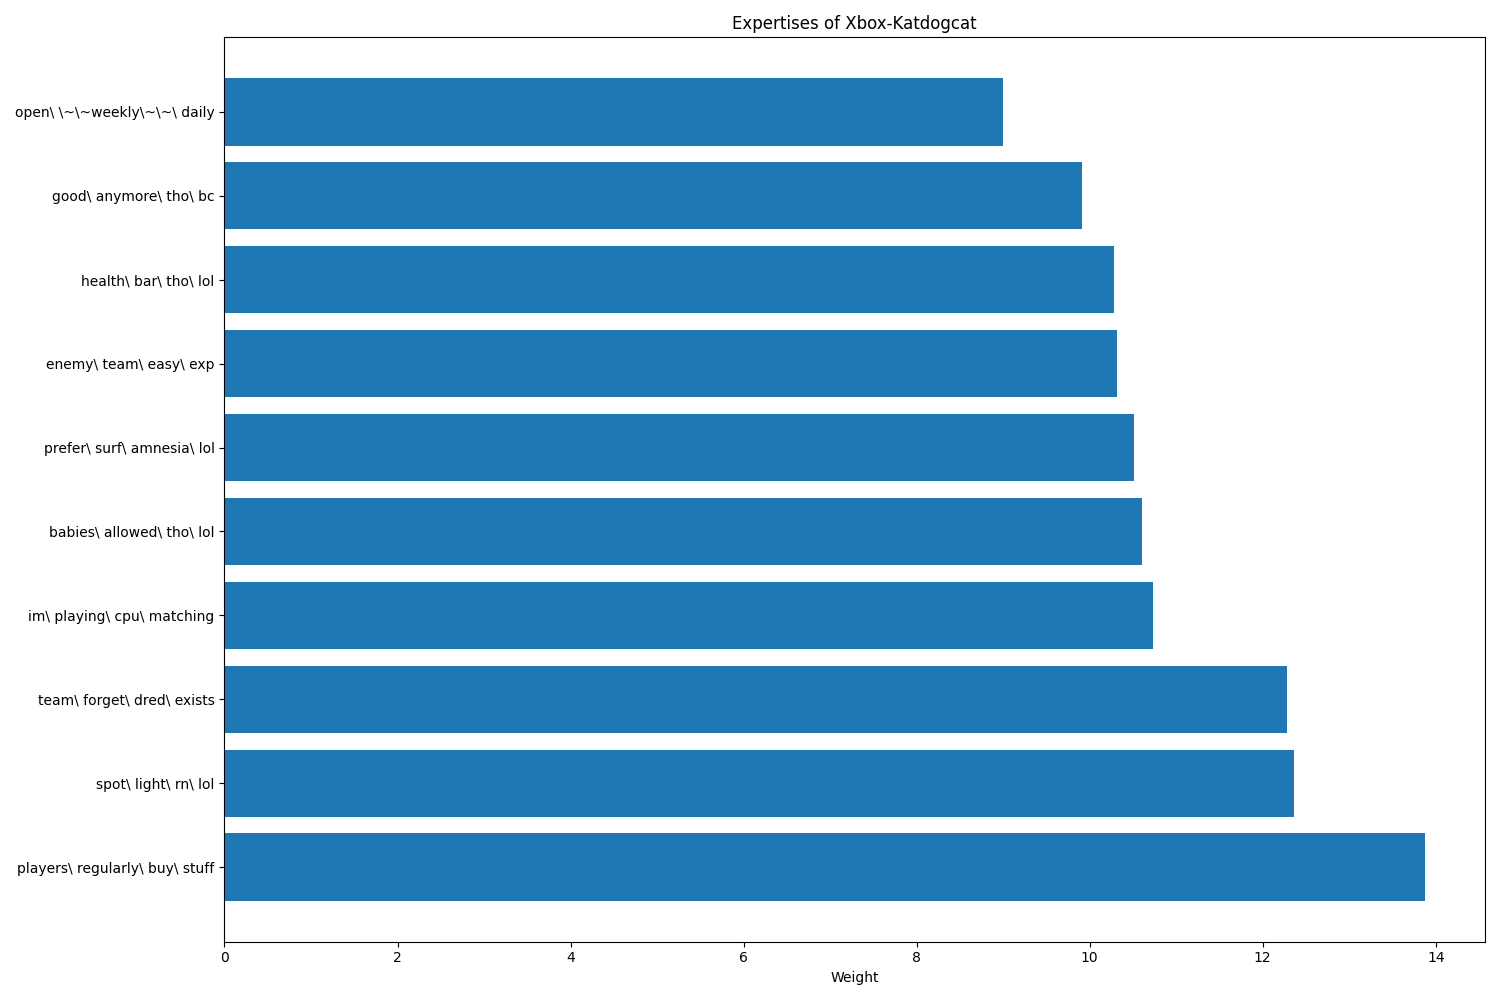 Expertises of Xbox-Katdogcat
open\ \~\~weekly\~\~\ daily
good\ anymore\ tho\ bc
health\ bar\ tho\ lol
enemy\ team\ easy\ exp
prefer\ surf\ amnesia\ lol
babies\ allowed\ tho\ lol
im\ playing\ cpu\ matching
team\ forget\ dred\ exists
spot\ light\ rn\ lol
players\ regularly\ buy\ stuff
0 2 4 6 8 10 12 14
Weight